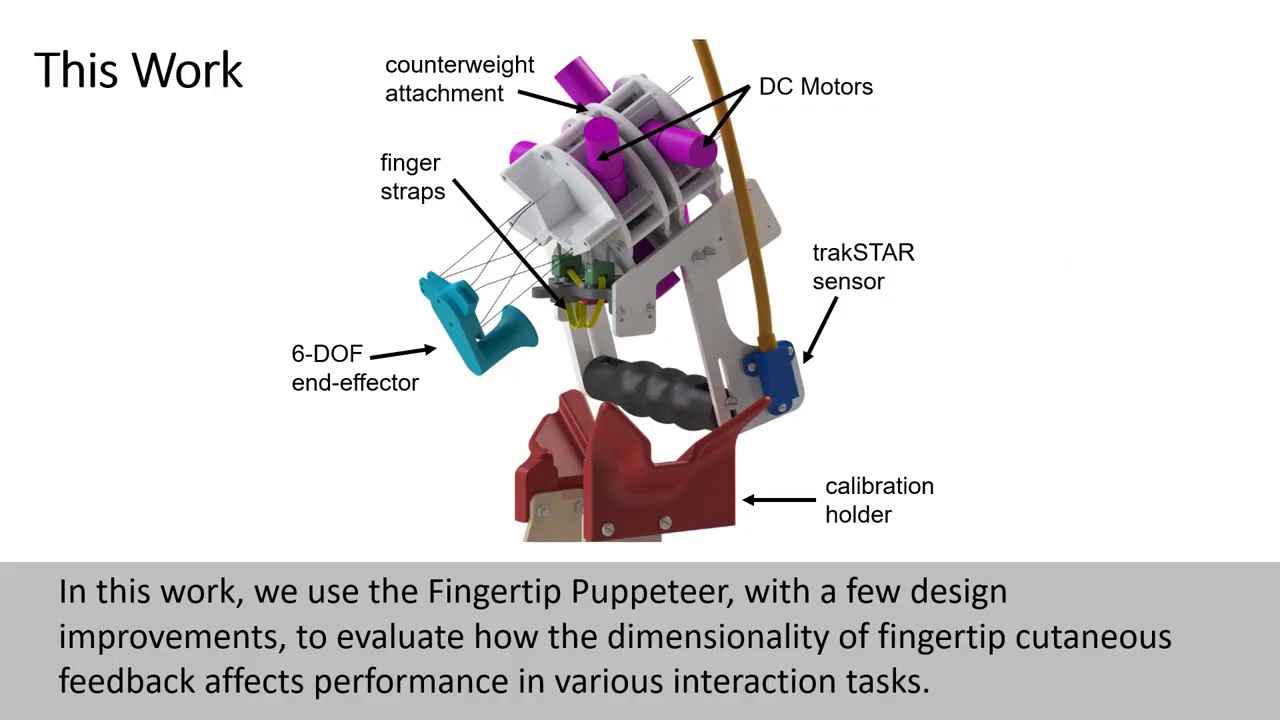 This Work
counterweight
attachment
DC Motors
finger
straps
trakSTAR
sensor
6-DOF
end-effector
calibration
holder
In this work, we use the Fingertip Puppeteer, with a few design
improvements, to evaluate how the dimensionality of fingertip cutaneous
feedback affects performance in various interaction tasks.